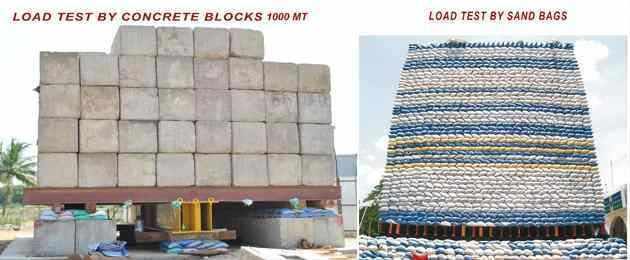 LOAD TEST BY CONCRETE BLOCKS 1000 MT
LOAD TEST BY SAND BAGS